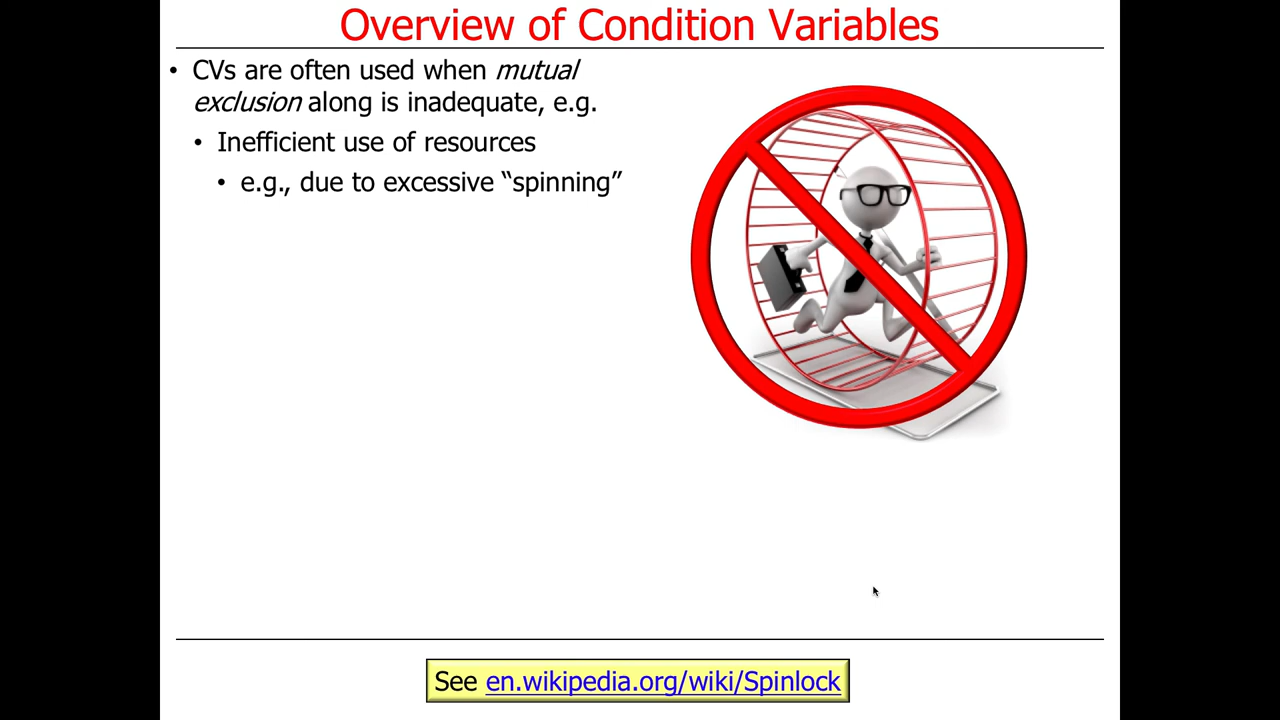 Overview of Condition Variables
• CVs are often used when mutual
exclusion along is inadequate, e.g.
• Inefficient use of resources
• e.g., due to excessive “spinning”
See en.wikipedia.org/wiki/Spinlock